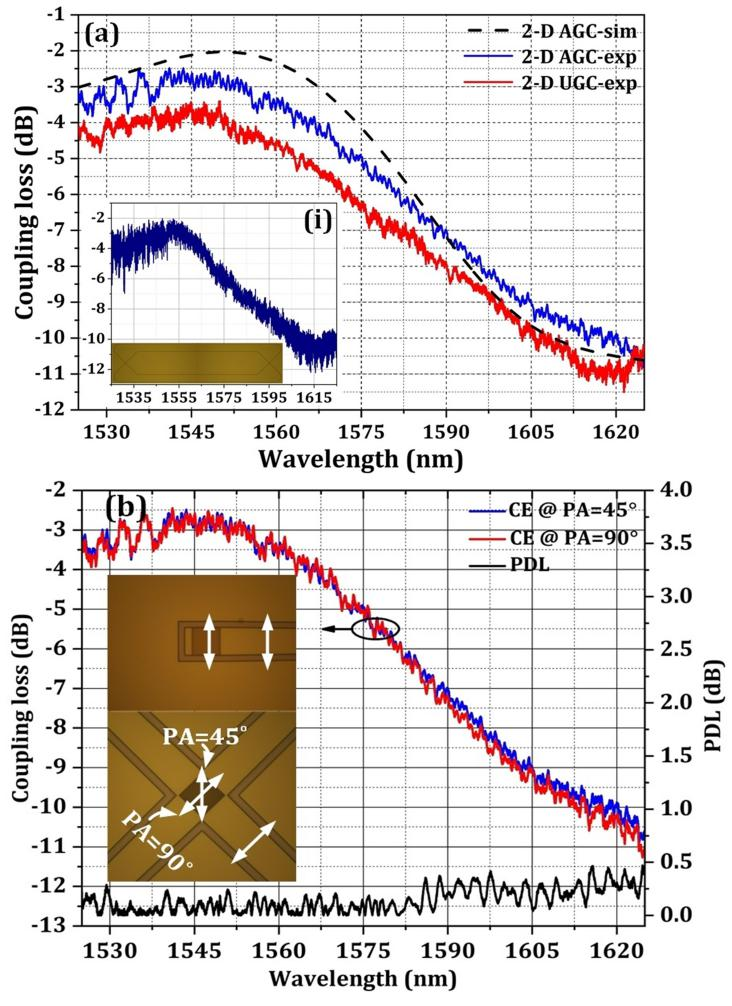 (a)
2-D AGC-sim
2-D AGC-exp
2-D UGC-exp
Coupling loss (dB)
-1
-2
-3
-4
-5
-6
-7
-8
-9
-10
-11
-12
(i)
-2
-4
-6
-8
-10
-12
1535 1555 1575 1595 1615
1530 1545 1560 1575 1590 1605 1620
Wavelength (nm)
(b)
CE @ PA=45°
CE @ PA=90°
PDL
Coupling loss (dB)
-2
-3
-4
-5
-6
-7
-8
-9
-10
-11
-12
-13
PA=45°
PA=90°
4.0
3.5
3.0
2.5
2.0
1.5
1.0
0.5
0.0
PDL (dB)
1530 1545 1560 1575 1590 1605 1620
Wavelength (nm)